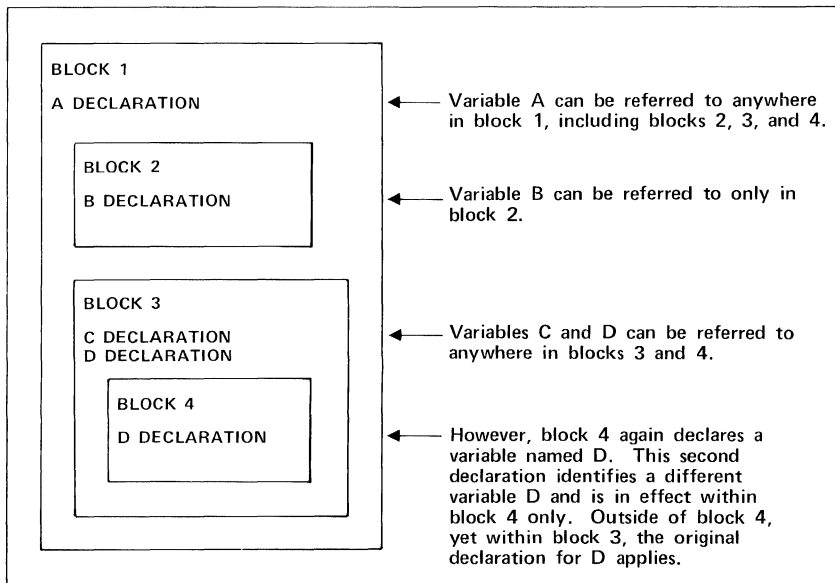 BLOCK 1
A DECLARATION
Variable A can be referred to anywhere
in block 1, including blocks 2, 3, and 4.
BLOCK 2
B DECLARATION
Variable B can be referred to only in
block 2.
BLOCK 3
C DECLARATION
D DECLARATION
Variables C and D can be referred to
anywhere in blocks 3 and 4.
BLOCK 4
D DECLARATION
However, block 4 again declares a
variable named D. This second
declaration identifies a different
variable D and is in effect within
block 4 only. Outside of block 4,
yet within block 3, the original
declaration for D applies.